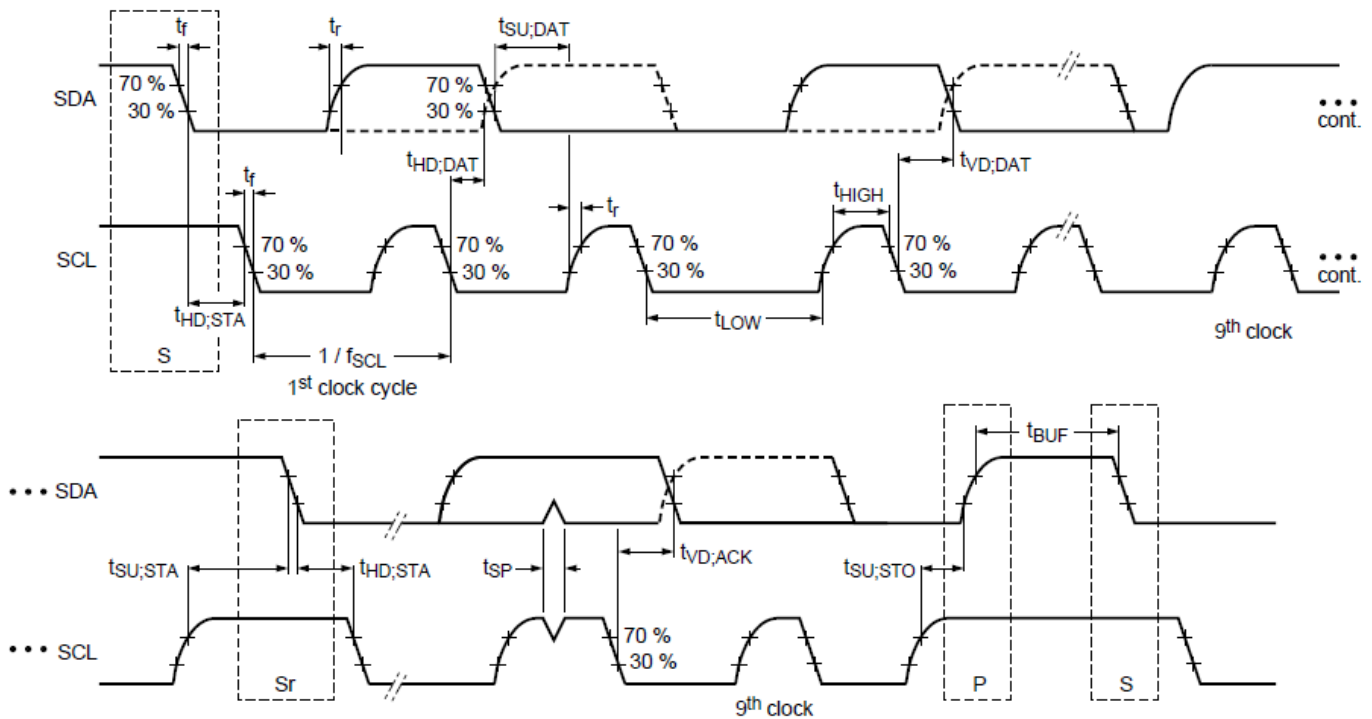 tf
tr
tSU;DAT
SDA
70 %
30 %
70 %
30 %
••• cont.
tHD;DAT
tVD;DAT
tf
tr
tHIGH
SCL
70 %
30 %
70 %
30 %
70 %
30 %
70 %
30 %
••• cont.
tHD;STA
tLOW
9th clock
S
1 / fSCL
1st clock cycle
P
S
tBUF
••• SDA
tSU;STA
tHD;STA
tSP
tVD;ACK
tSU;STO
••• SCL
70 %
30 %
Sr
9th clock